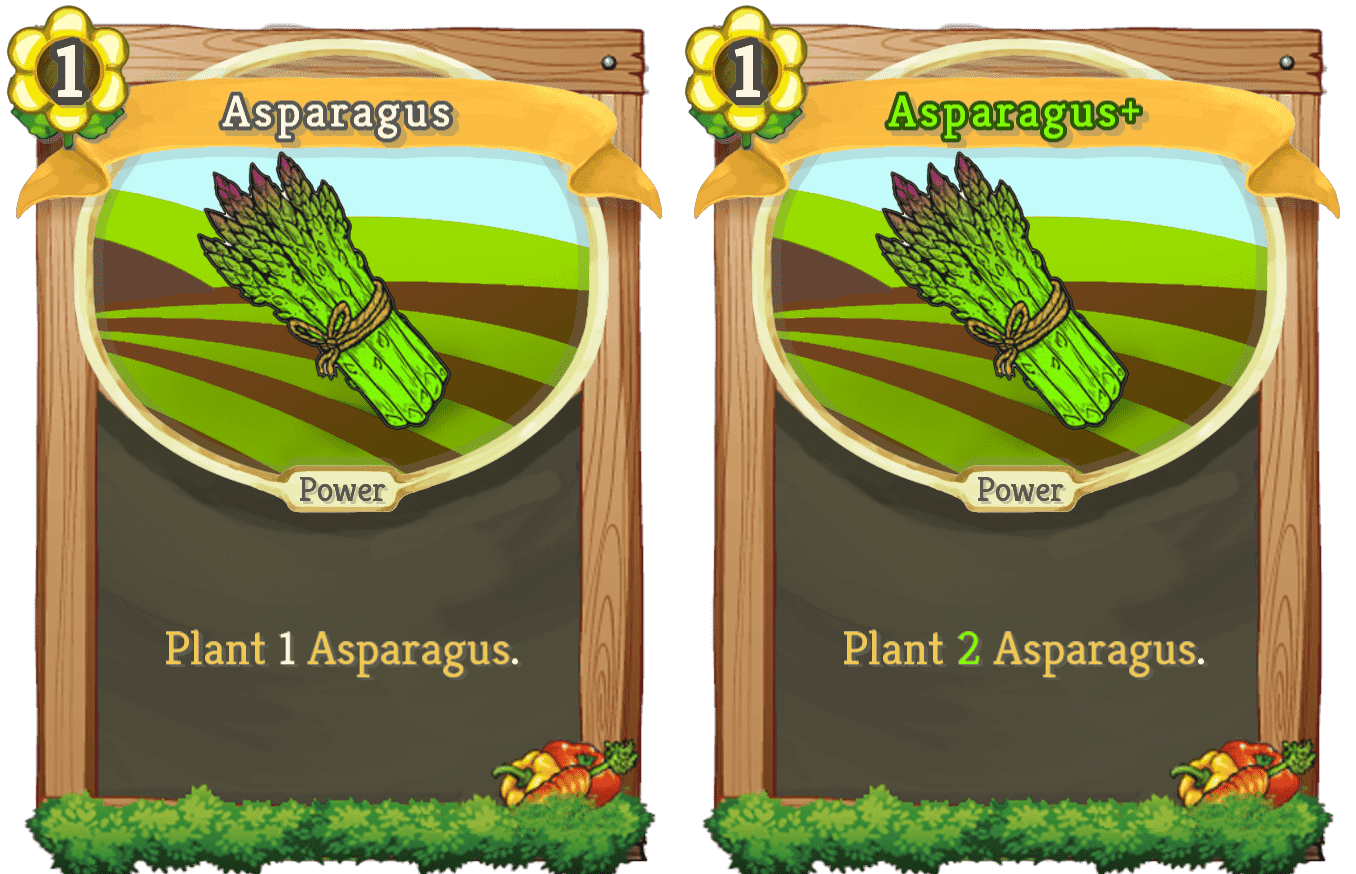 1
Asparagus
Power
Plant 1 Asparagus.
1
Asparagus+
Power
Plant 2 Asparagus.